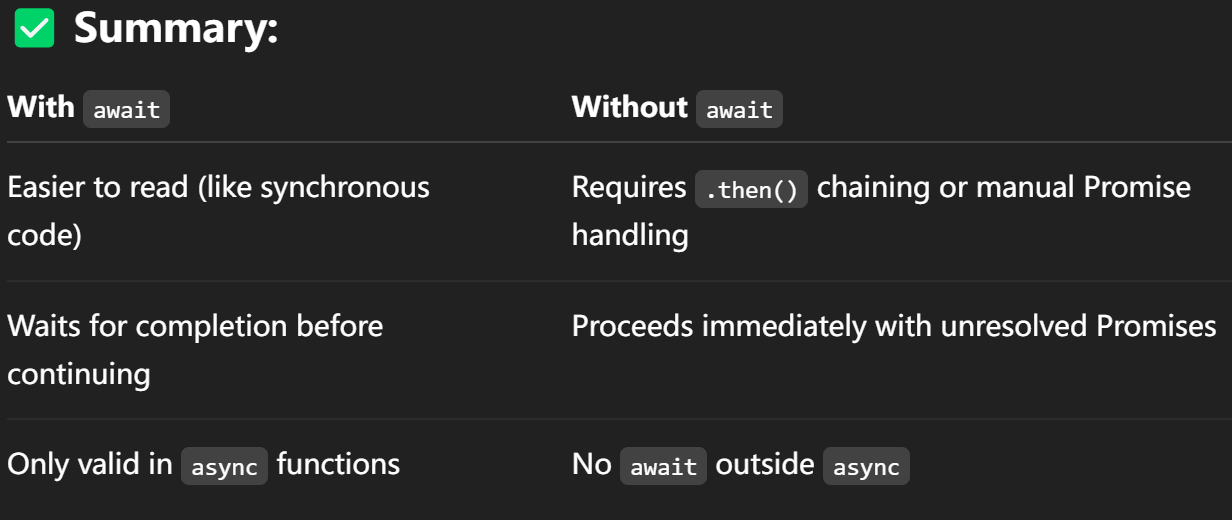 ✅ Summary:
With await
Without await
Easier to read (like synchronous
code)
Requires .then() chaining or manual Promise
handling
Waits for completion before
continuing
Proceeds immediately with unresolved Promises
Only valid in async functions
No await outside async